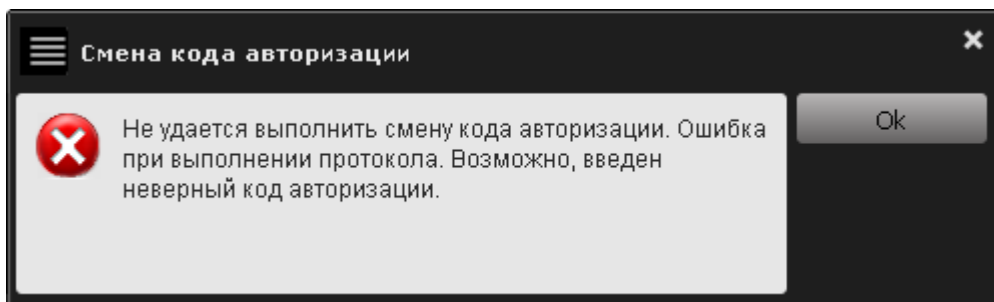 Смена кода авторизации
Не удается выполнить смену кода авторизации. Ошибка
при выполнении протокола. Возможно, введен
неверный код авторизации.
Ok